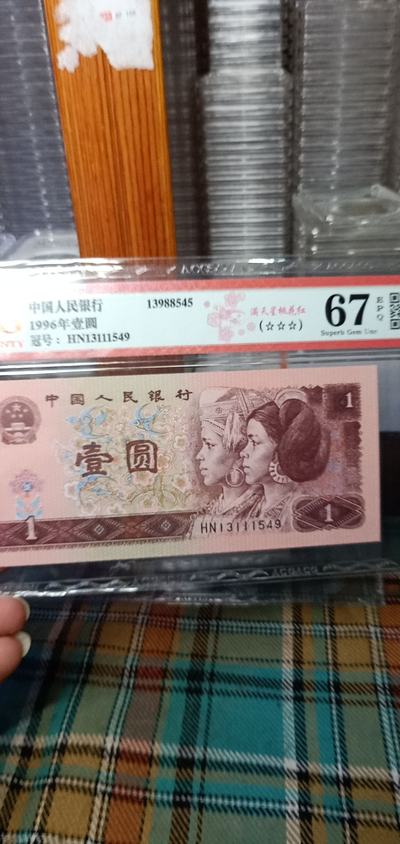 中国人民银行
13988545
1996年壹圆
冠号: HN13111549
NTY
满天星桃花红
(☆☆☆)
67
EPQ
Superb Gem Unc
中国人民银行
1
壹圆
HN13111549
1
1